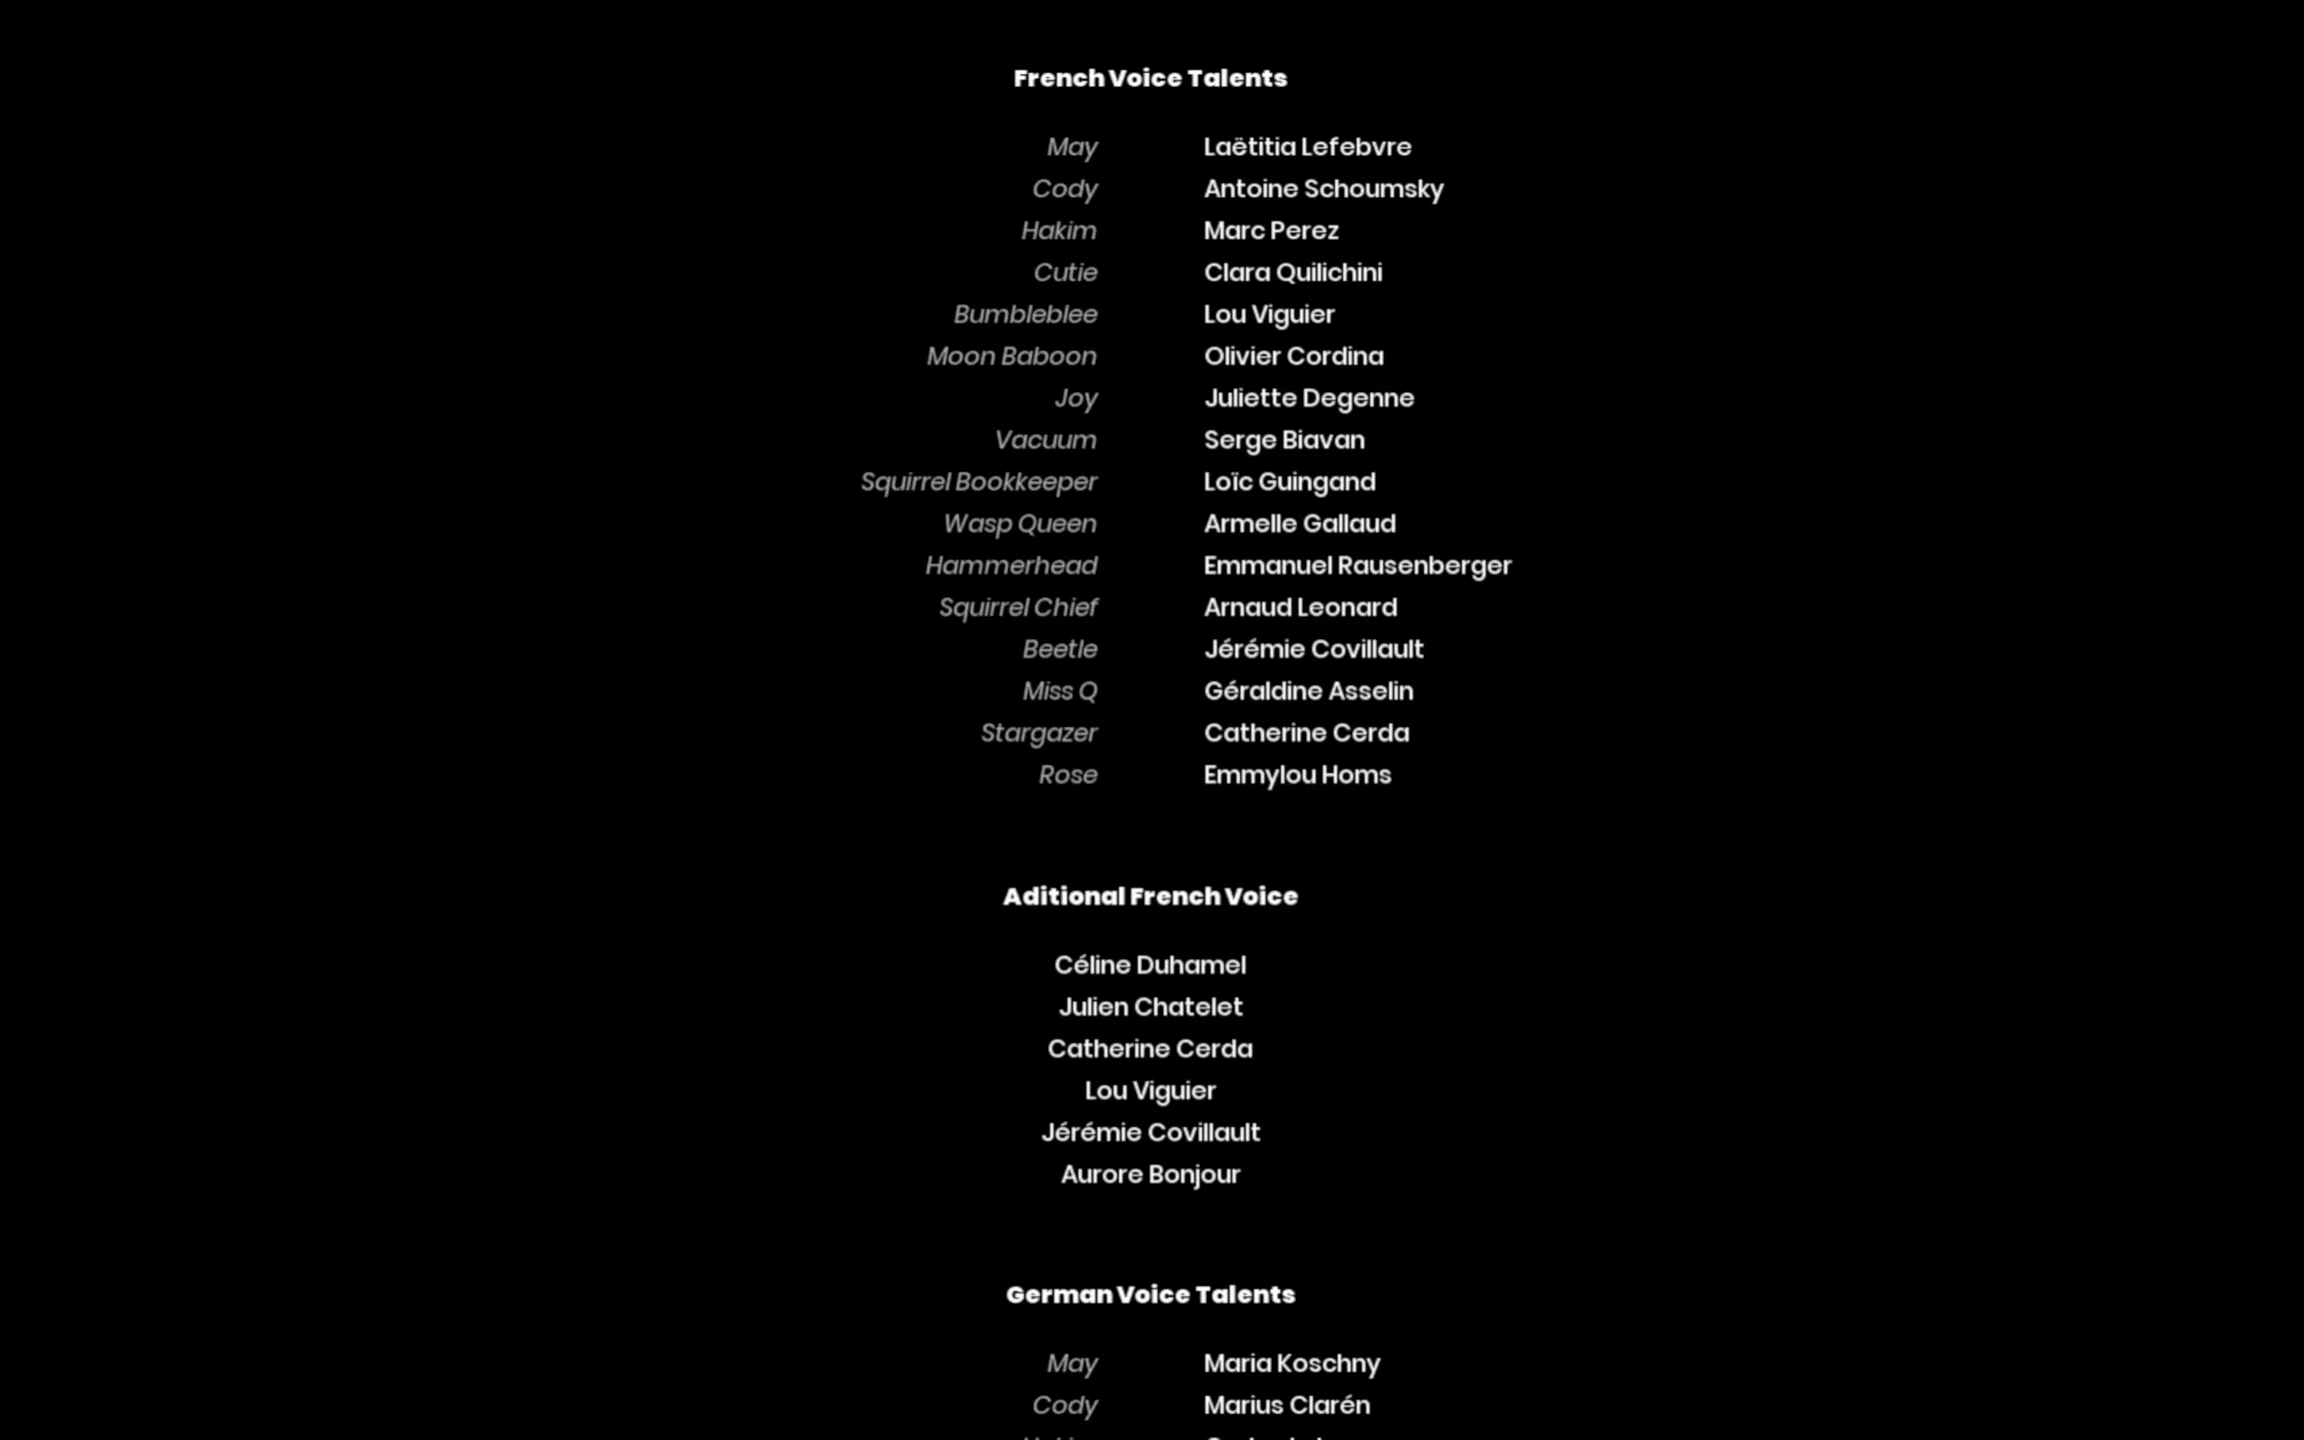 French Voice Talents
May Laëtitia Lefebvre
Cody Antoine Schoumsky
Hakim Marc Perez
Cutie Clara Quilichini
Bumbleblee Lou Viguier
Moon Baboon Olivier Cordina
Joy Juliette Degenne
Vacuum Serge Biavan
Squirrel Bookkeeper Loïc Guingand
Wasp Queen Armelle Gallaud
Hammerhead Emmanuel Rausenberger
Squirrel Chief Arnaud Leonard
Beetle Jérémie Covillault
Miss Q Géraldine Asselin
Stargazer Catherine Cerda
Rose Emmylou Homs
Aditional French Voice
Céline Duhamel
Julien Chatelet
Catherine Cerda
Lou Viguier
Jérémie Covillault
Aurore Bonjour
German Voice Talents
May Maria Koschny
Cody Marius Clarén